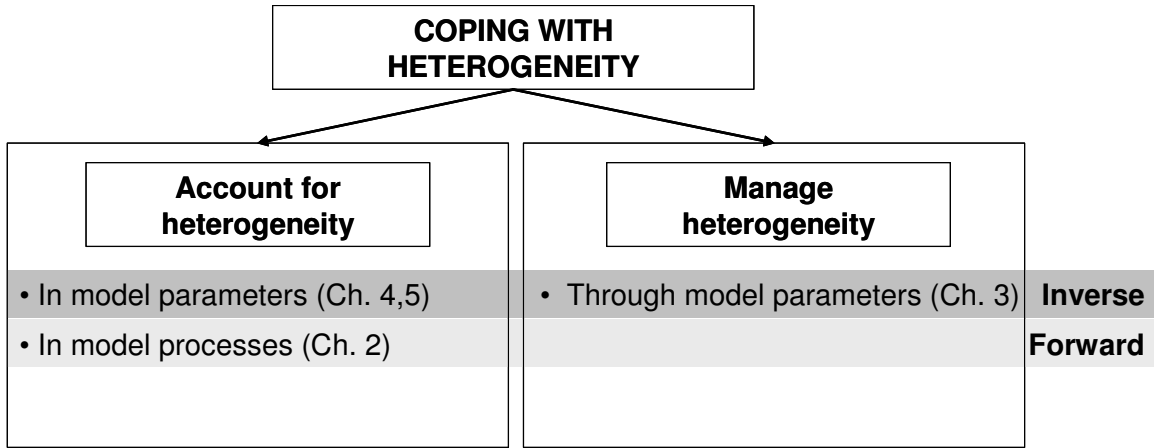 COPING WITH
HETEROGENEITY
Account for
heterogeneity
Manage
heterogeneity
• In model parameters (Ch. 4,5)
• Through model parameters (Ch. 3)
Inverse
• In model processes (Ch. 2)
Forward